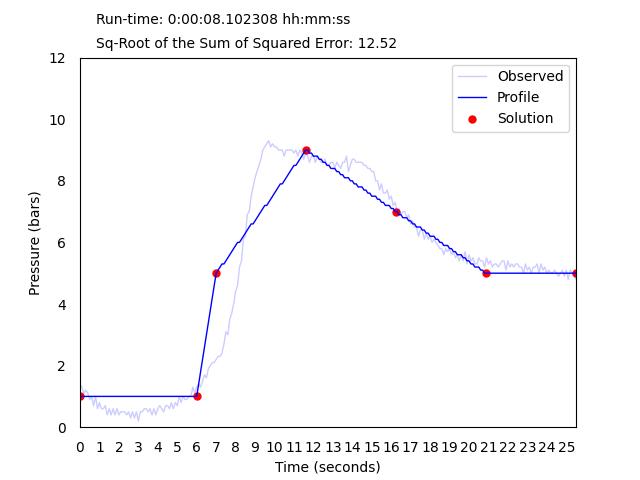 Run-time: 0:00:08.102308 hh:mm:ss
Sq-Root of the Sum of Squared Error: 12.52
Observed
Profile
Solution
12
10
8
6
4
2
0
Pressure (bars)
0 1 2 3 4 5 6 7 8 9 10 11 12 13 14 15 16 17 18 19 20 21 22 23 24 25
Time (seconds)